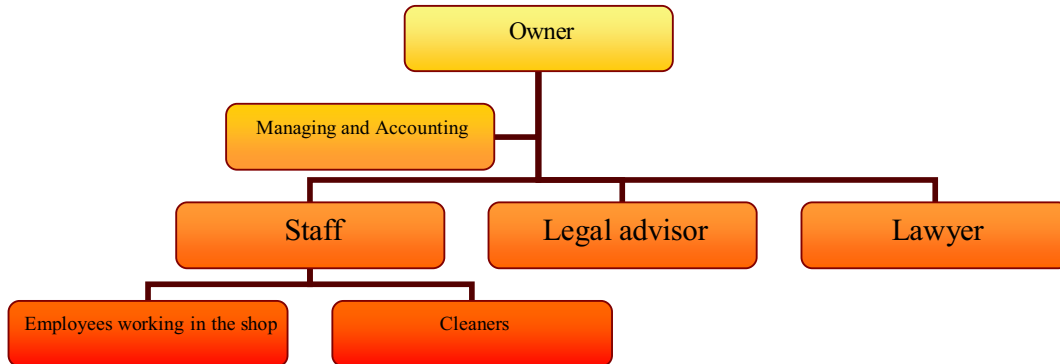 Owner
Managing and Accounting
Staff
Legal advisor
Lawyer
Employees working in the shop
Cleaners